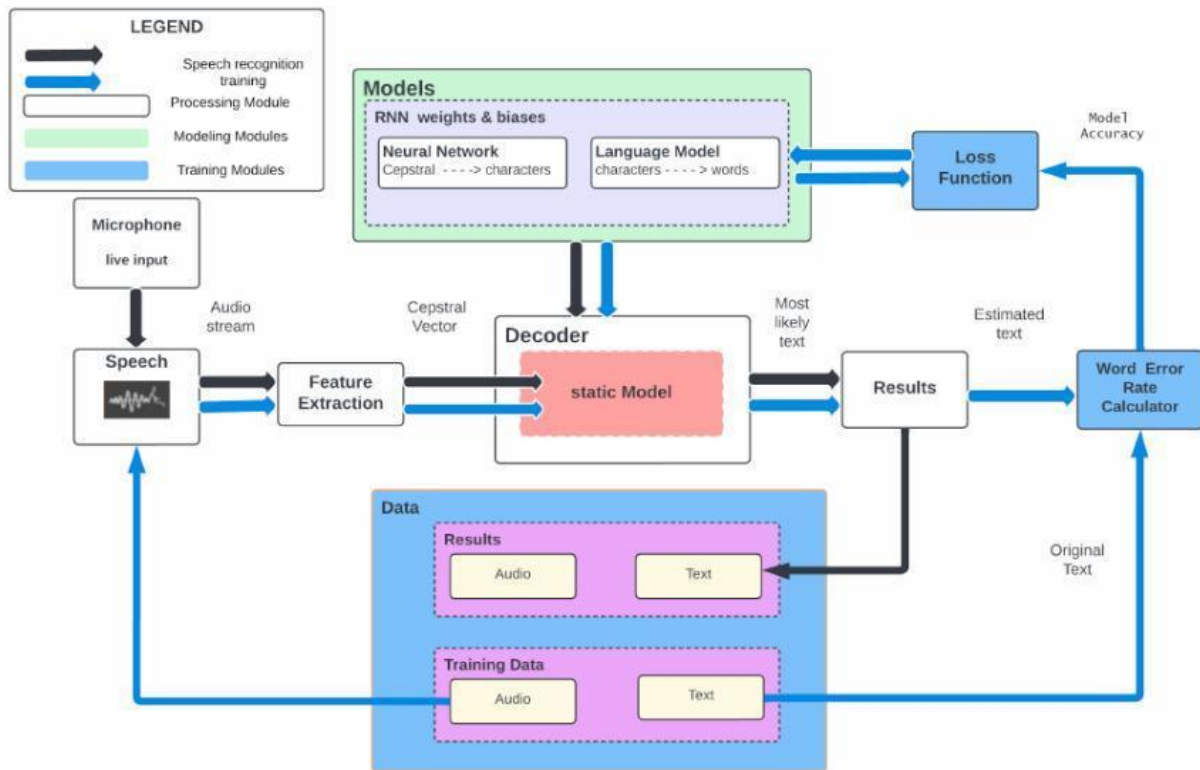 LEGEND
Speech recognition
training
Processing Module
Modeling Modules
Training Modules
Models
RNN weights & biases
Neural Network
Cepstral - - - -> characters
Language Model
characters - - - - > words
Loss
Function
Model
Accuracy
Microphone
live input
Audio
stream
Cepstral
Vector
Most
likely
text
Estimated
text
Speech
Feature
Extraction
Decoder
static Model
Results
Word Error
Rate
Calculator
Data
Results
Audio
Text
Original
Text
Training Data
Audio
Text